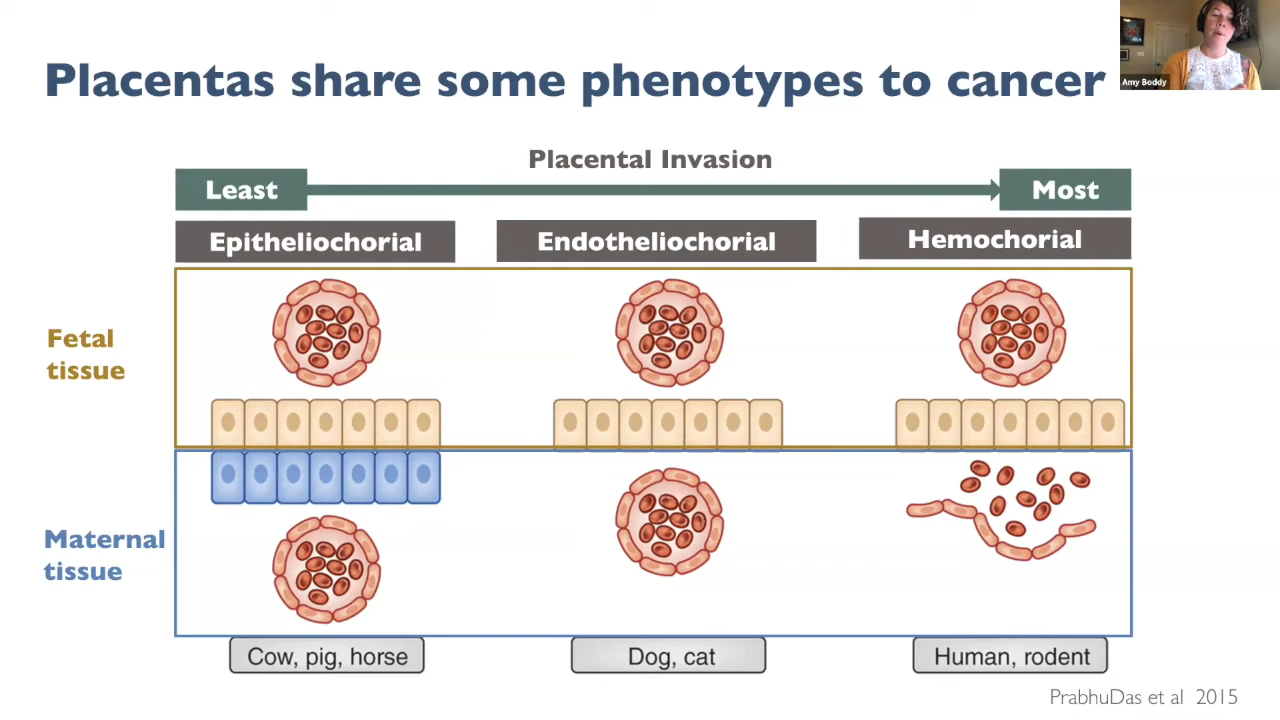 Placentas share some phenotypes to cancer
Amy Boddy
Placental Invasion
Least
Most
Epitheliochorial
Endotheliochorial
Hemochorial
Fetal
tissue
Maternal
tissue
Cow, pig, horse
Dog, cat
Human, rodent
PrabhuDas et al 2015